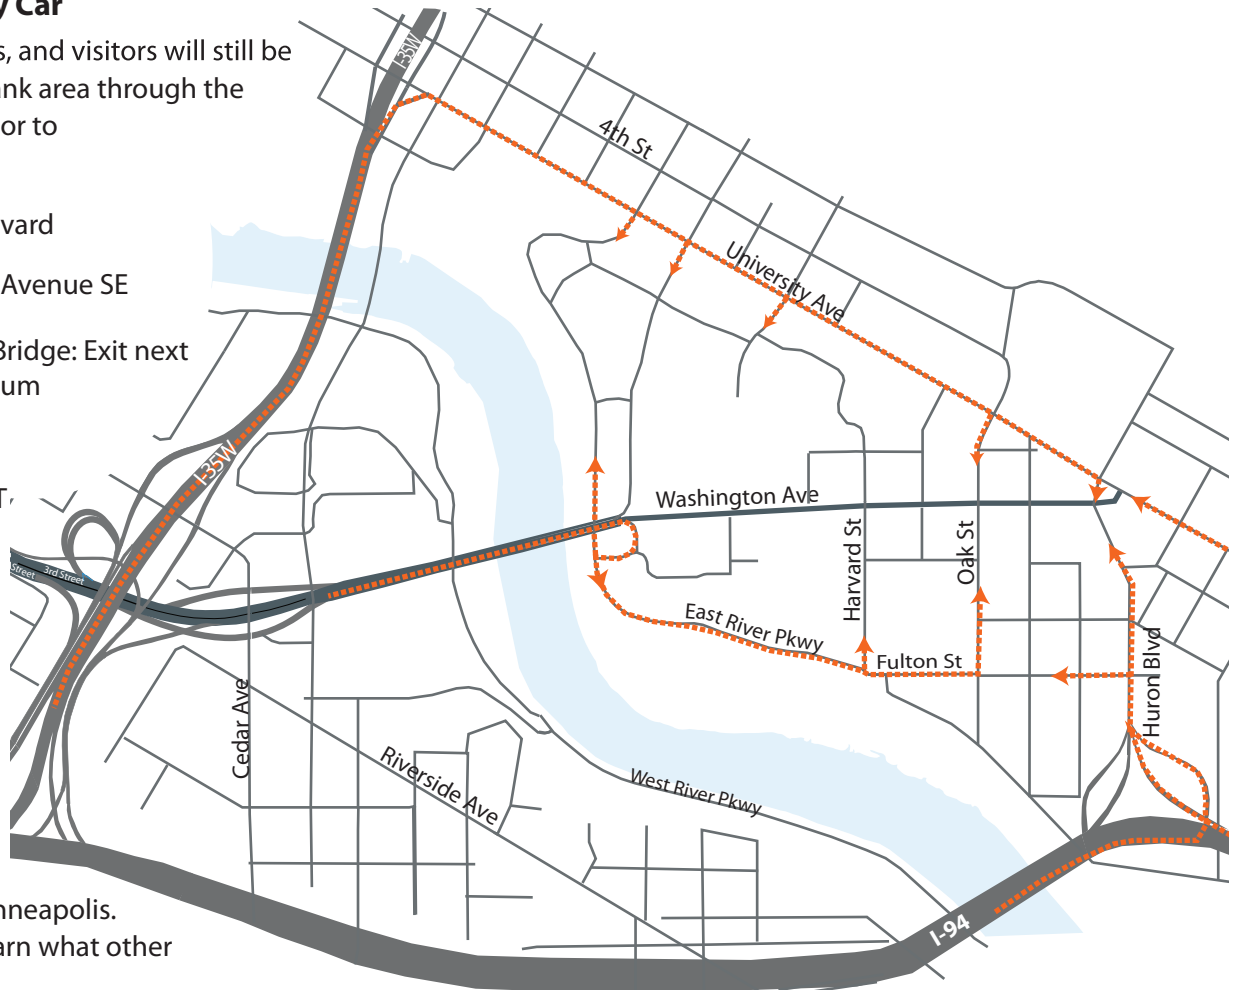 y Car
s, and visitors will still be
ank area through the
or to
vard
Avenue SE
Bridge: Exit next
um
I-35W
4th St
University Ave
I-35W
Washington Ave
Street
3rd Street
Harvard St
Oak St
East River Pkwy
Fulton St
Huron Blvd
Cedar Ave
Riverside Ave
West River Pkwy
I-94
nneapolis.
arn what other